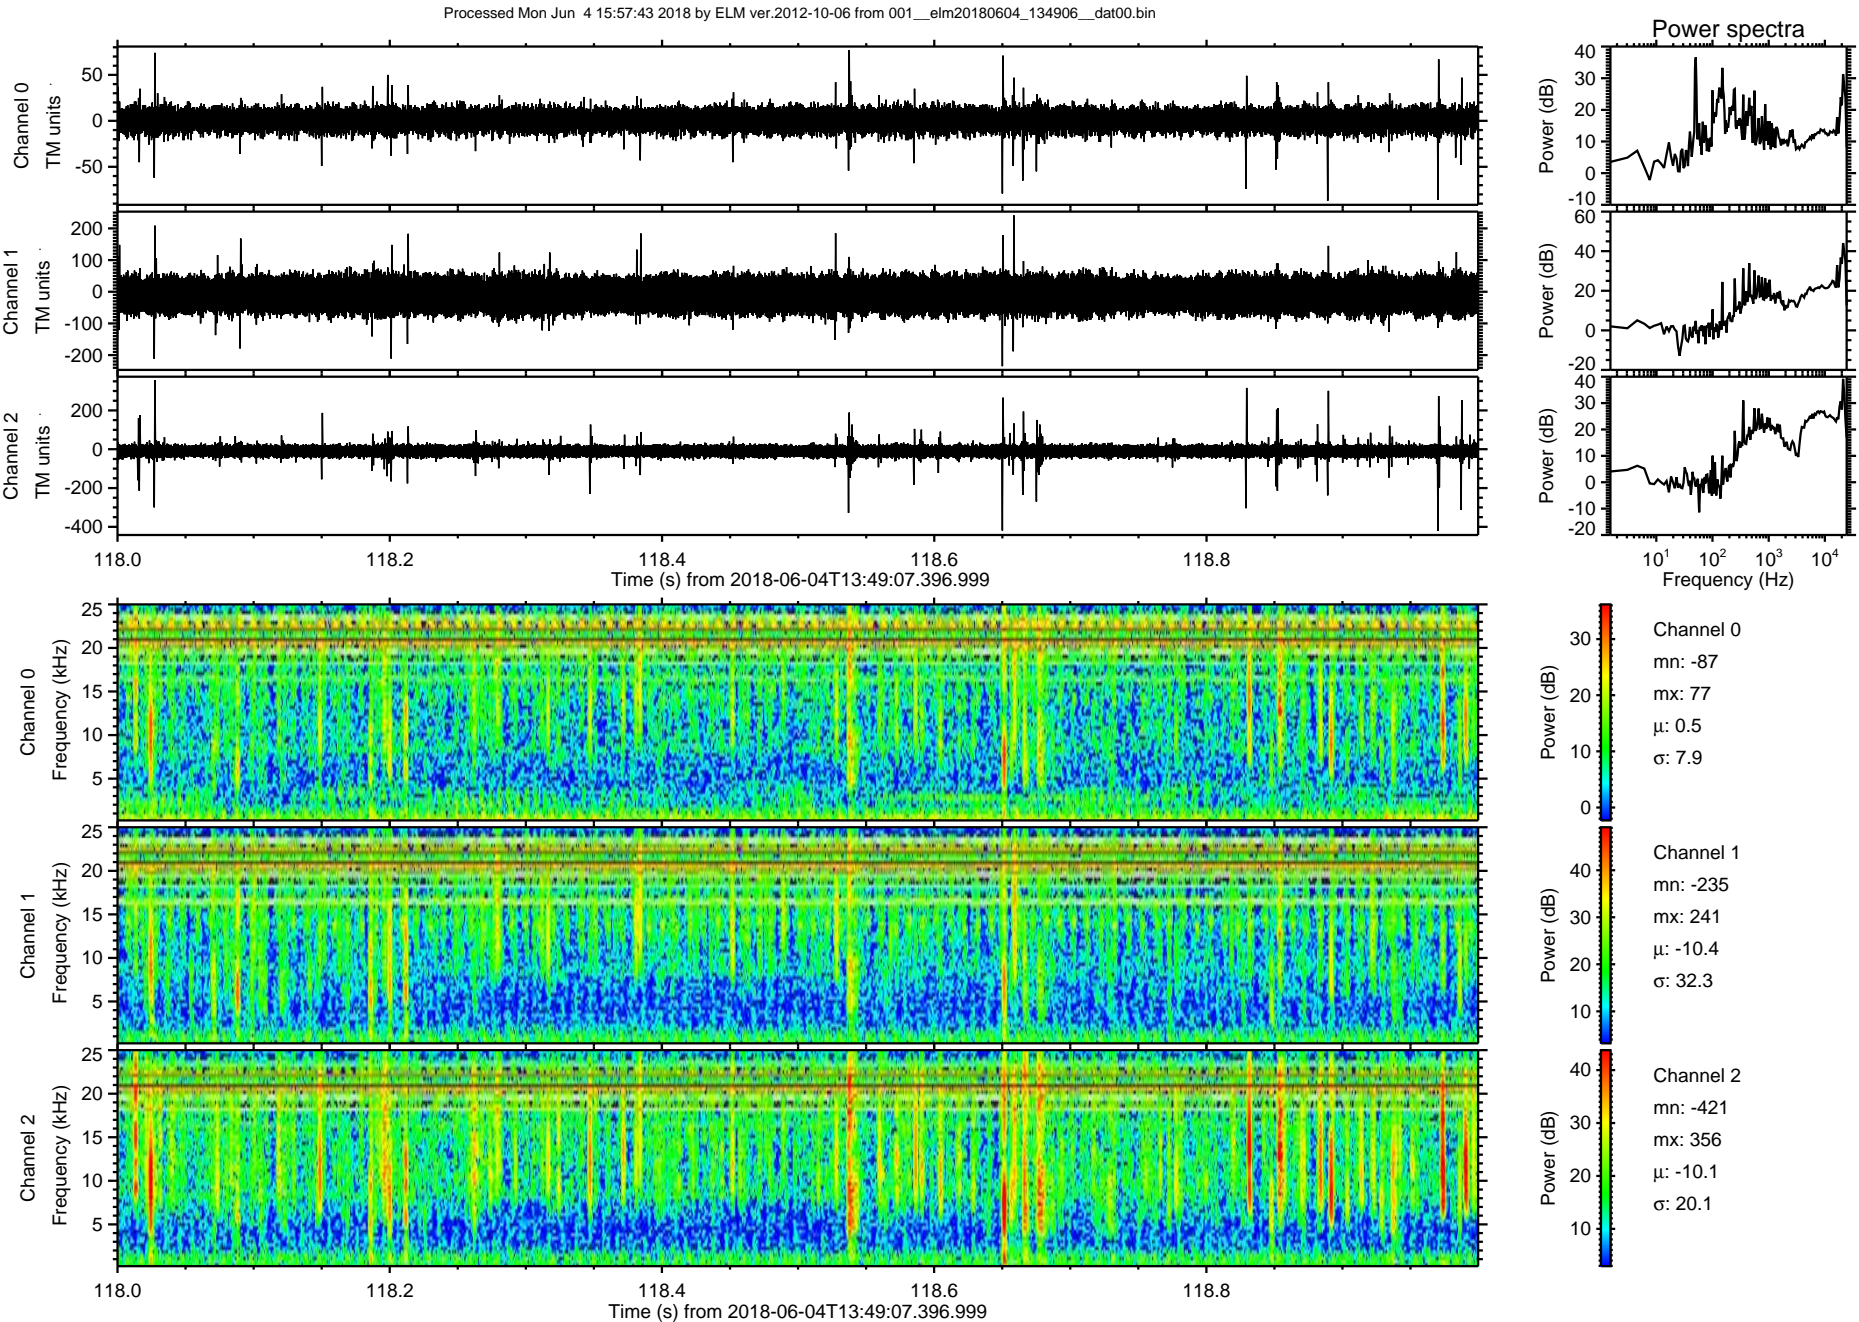 Processed Mon Jun  4 15:57:43 2018 by ELM ver.2012-10-06 from 001__elm20180604_134906__dat00.bin
Power spectra
Channel 0
TM units
50
0
-50
Power (dB)
40
30
20
10
0
-10
Channel 1
TM units
200
100
0
-100
-200
Power (dB)
60
40
20
0
-20
Channel 2
TM units
200
0
-200
-400
Power (dB)
40
30
20
10
0
-10
-20
118.0 118.2 118.4 118.6 118.8
Time (s) from 2018-06-04T13:49:07.396.999
10^1 10^2 10^3 10^4
Frequency (Hz)
Channel 0
Frequency (kHz)
25
20
15
10
5
Power (dB)
30
20
10
0
Channel 0
mn: -87
mx: 77
μ: 0.5
σ: 7.9
Channel 1
Frequency (kHz)
25
20
15
10
5
Power (dB)
40
30
20
10
Channel 1
mn: -235
mx: 241
μ: -10.4
σ: 32.3
Channel 2
Frequency (kHz)
25
20
15
10
5
Power (dB)
40
30
20
10
Channel 2
mn: -421
mx: 356
μ: -10.1
σ: 20.1
118.0 118.2 118.4 118.6 118.8
Time (s) from 2018-06-04T13:49:07.396.999